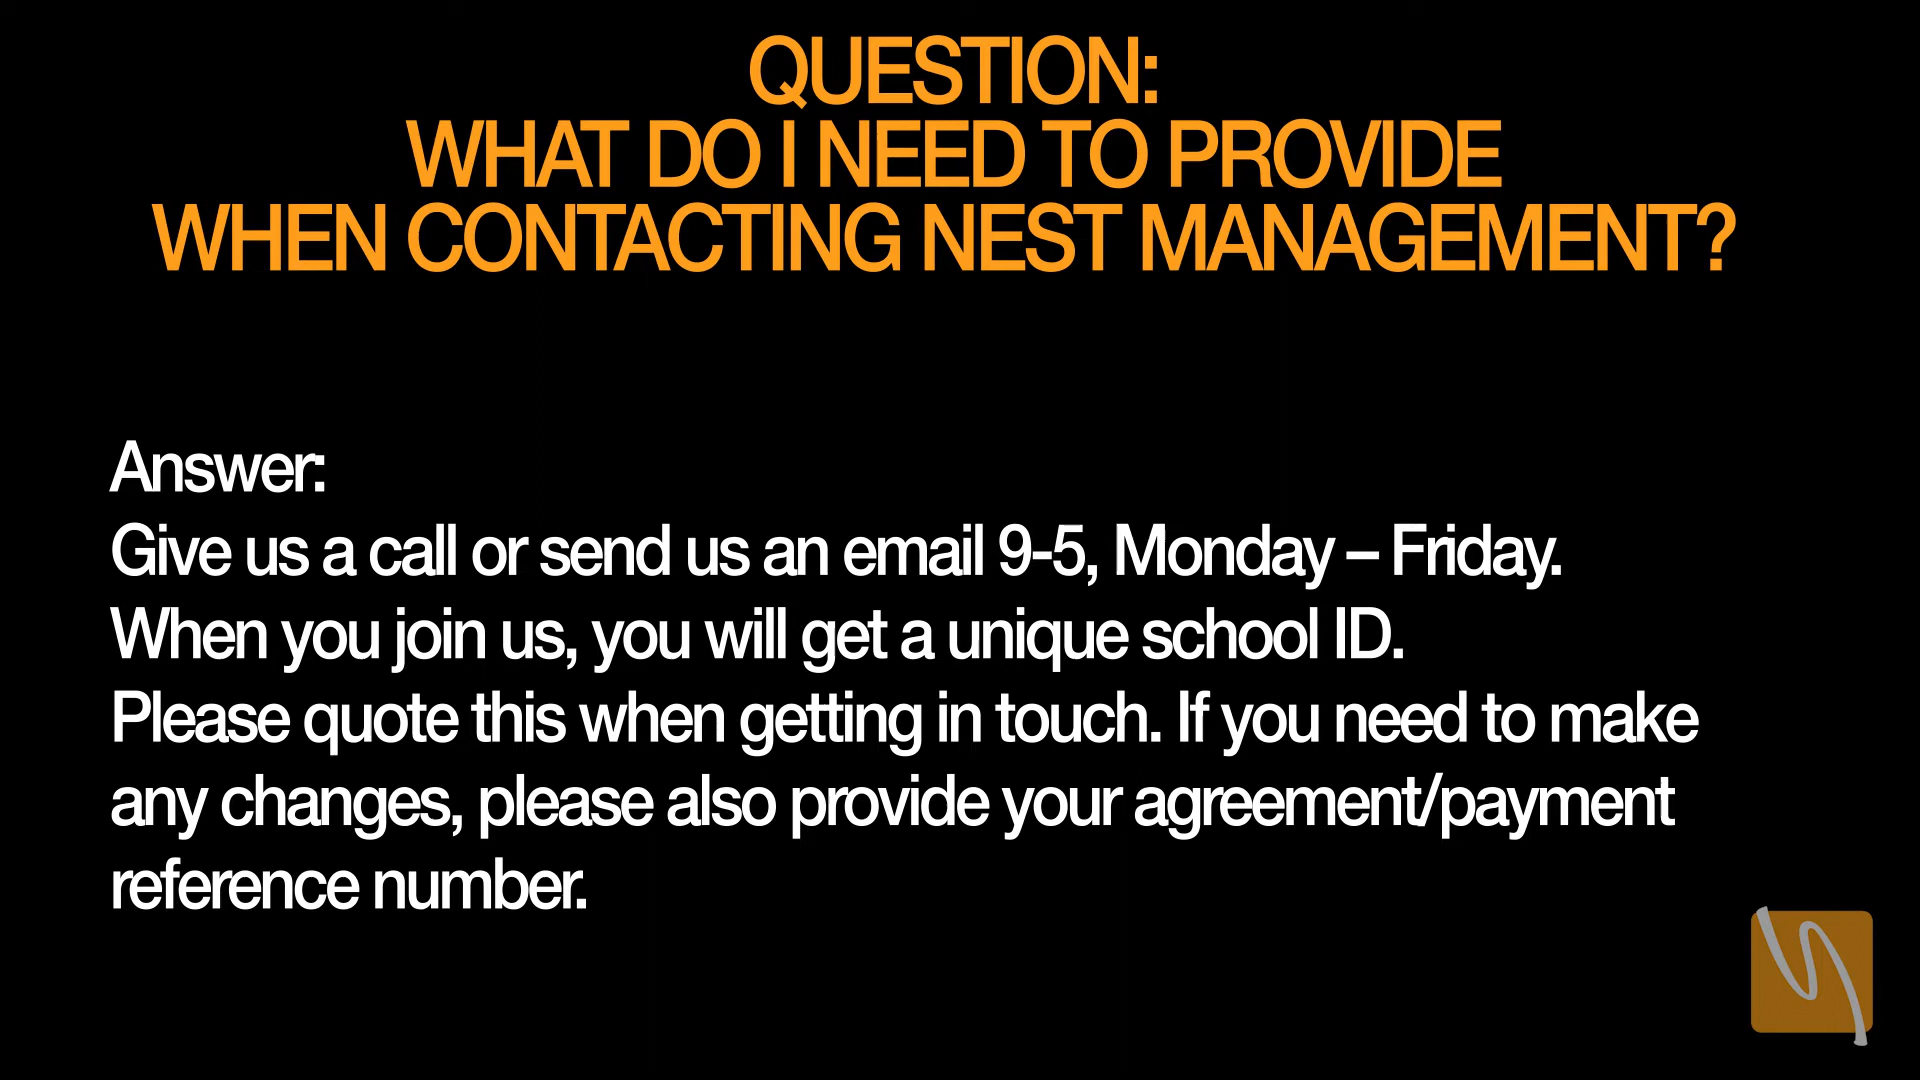 QUESTION:
WHAT DO I NEED TO PROVIDE
WHEN CONTACTING NEST MANAGEMENT?
Answer:
Give us a call or send us an email 9-5, Monday – Friday.
When you join us, you will get a unique school ID.
Please quote this when getting in touch. If you need to make
any changes, please also provide your agreement/payment
reference number.